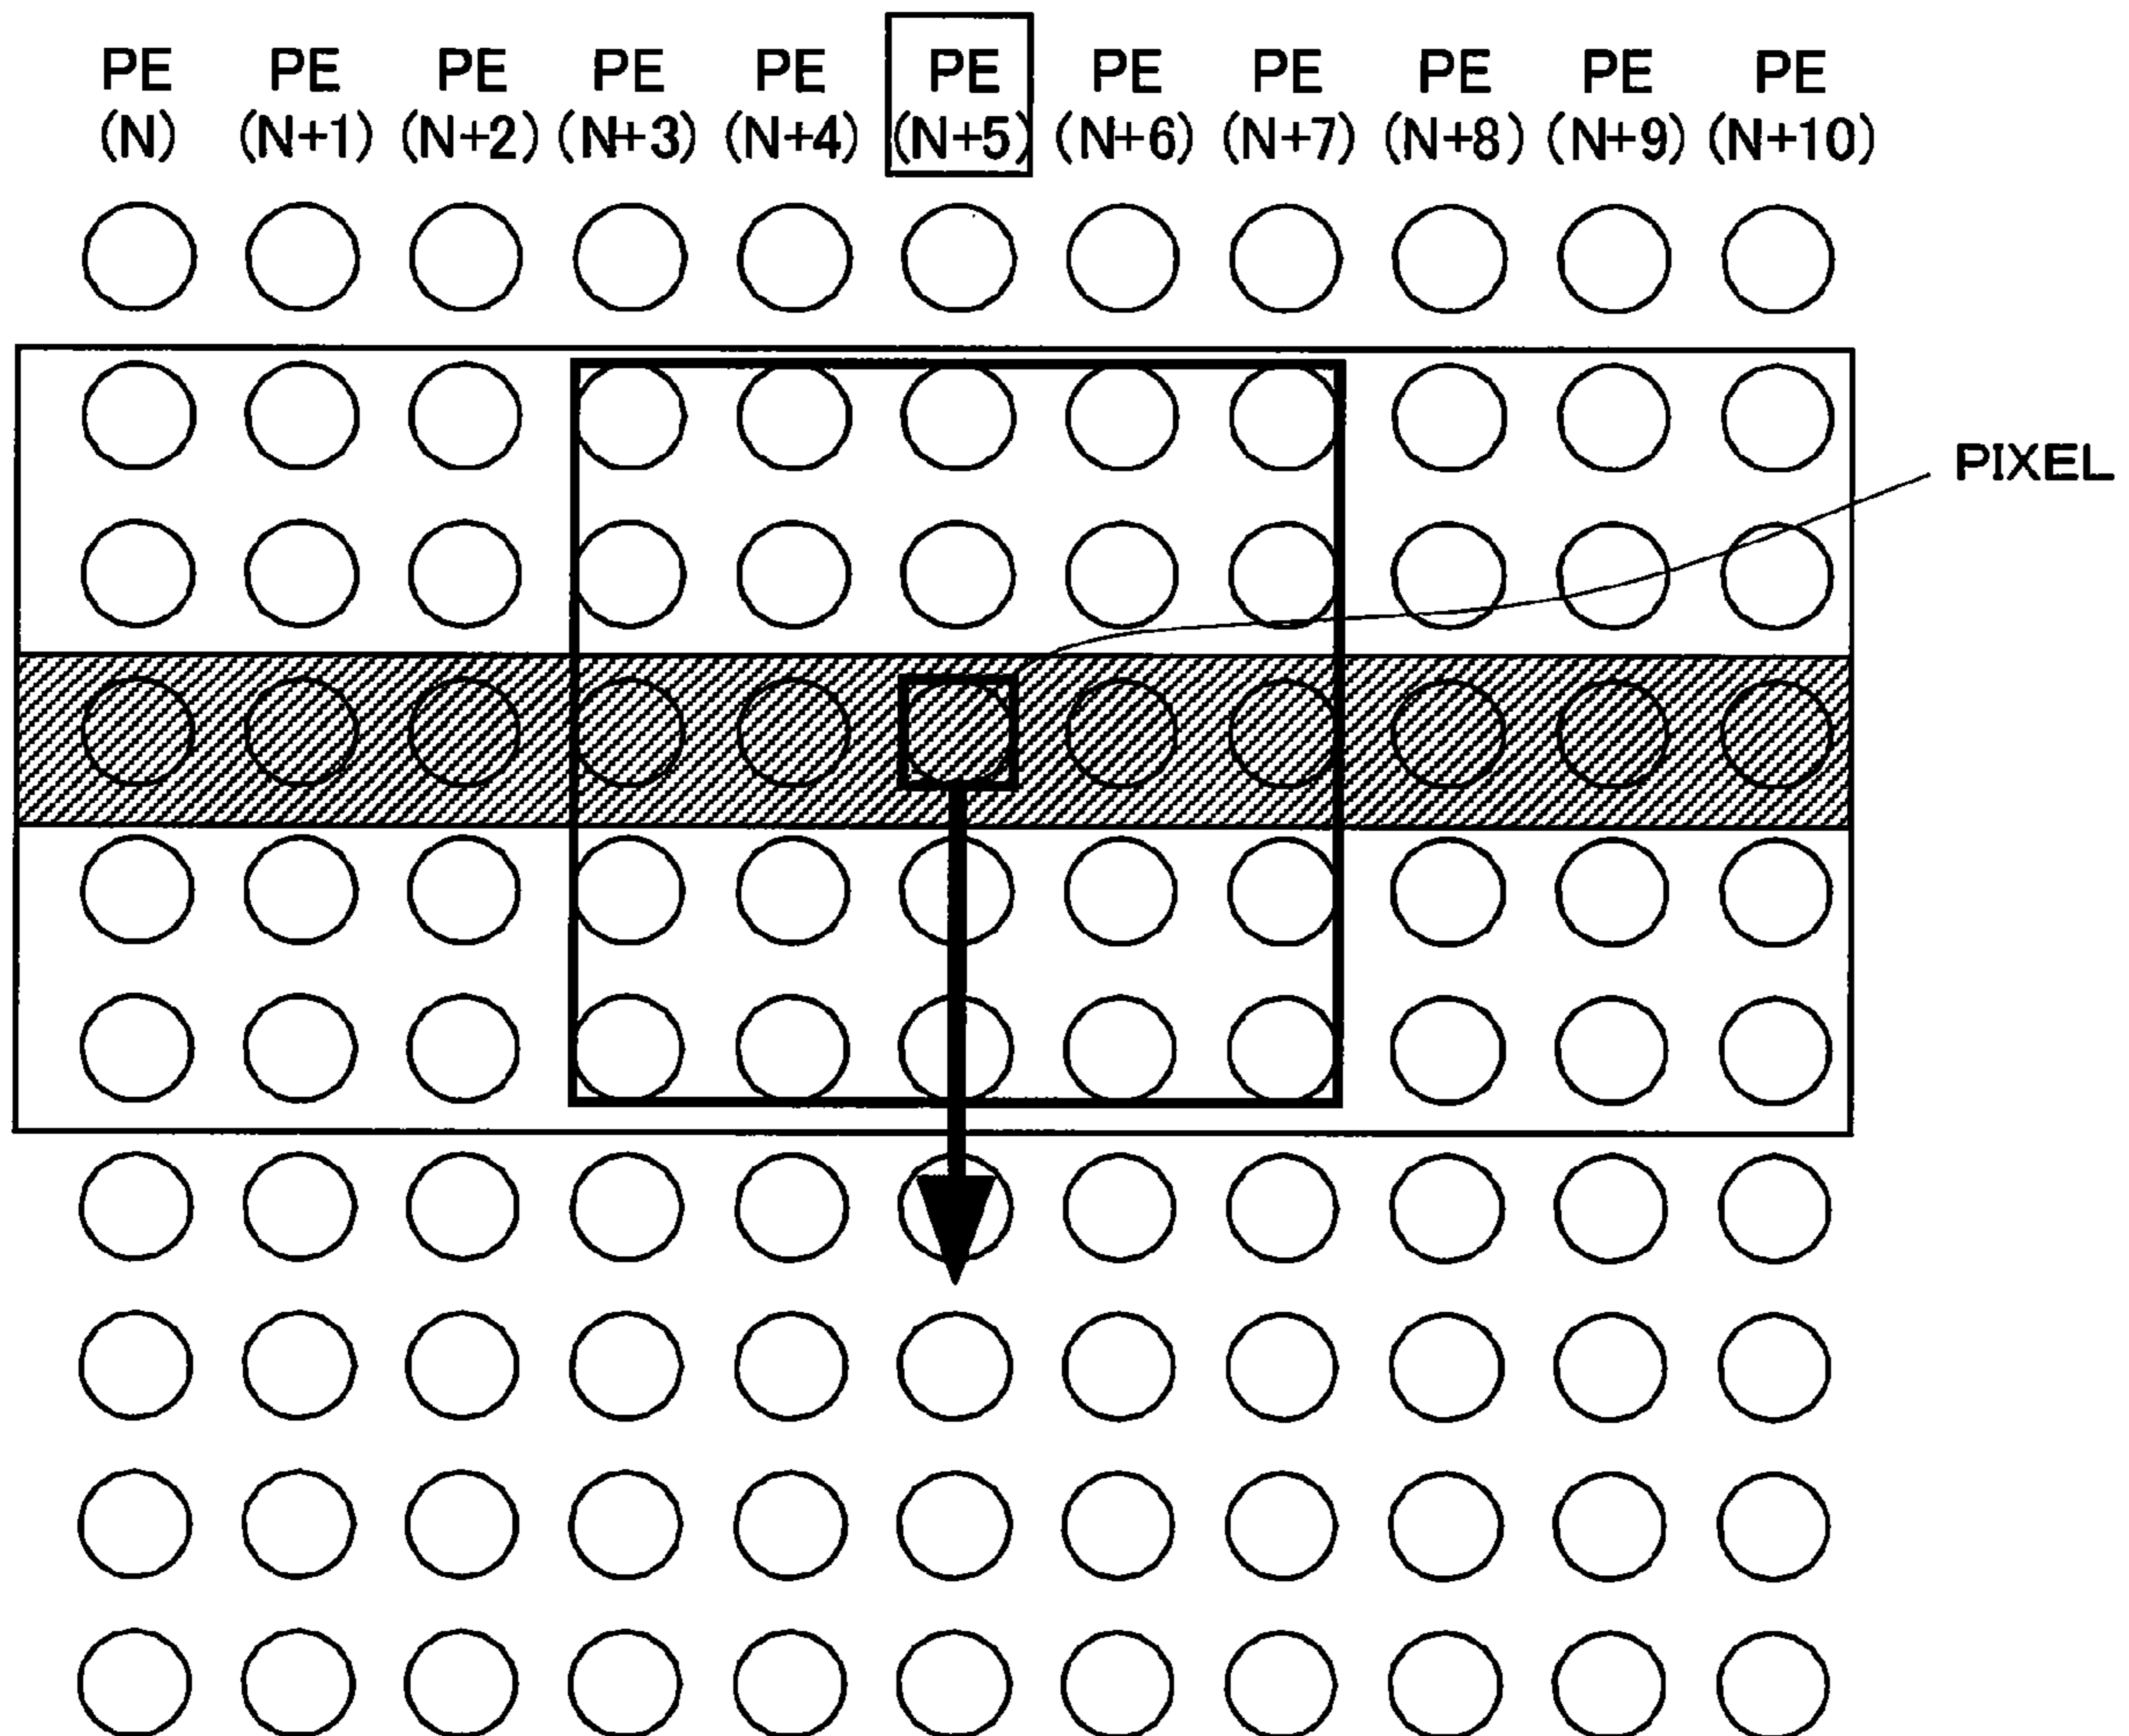 PE PE PE PE PE PE PE PE PE PE PE
(N) (N+1) (N+2) (N+3) (N+4) (N+5) (N+6) (N+7) (N+8) (N+9) (N+10)
PIXEL